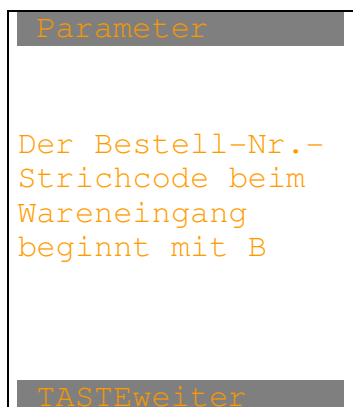 Parameter
Der Bestell-Nr.-
Strichcode beim
Wareneingang
beginnt mit B
TASTEweiter